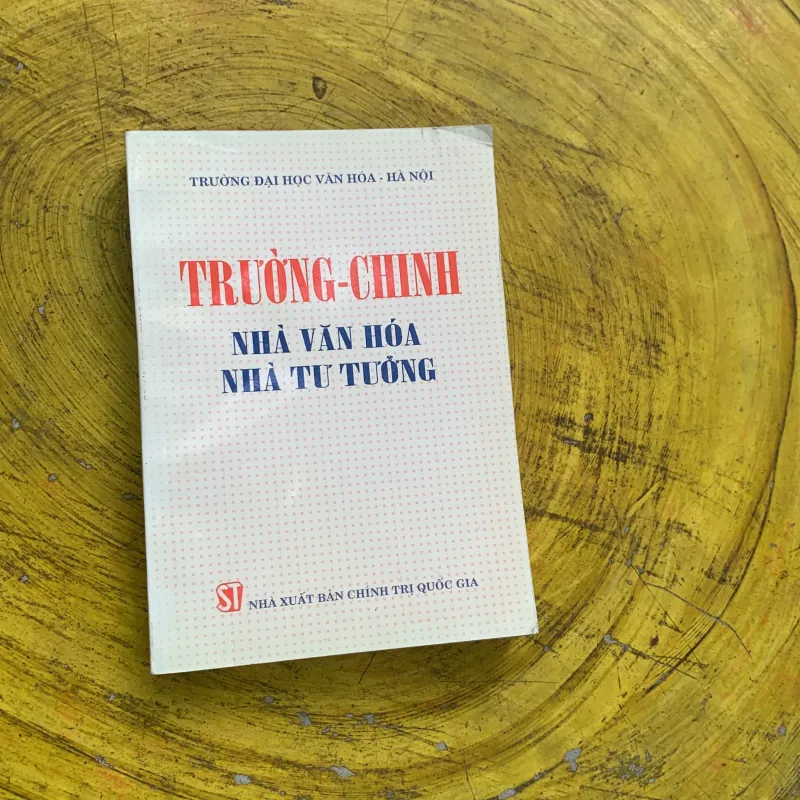 TRƯỜNG ĐẠI HỌC VĂN HÓA - HÀ NỘI
TRƯỜNG-CHINH
NHÀ VĂN HÓA
NHÀ TƯ TƯỞNG
ST NHÀ XUẤT BẢN CHÍNH TRỊ QUỐC GIA